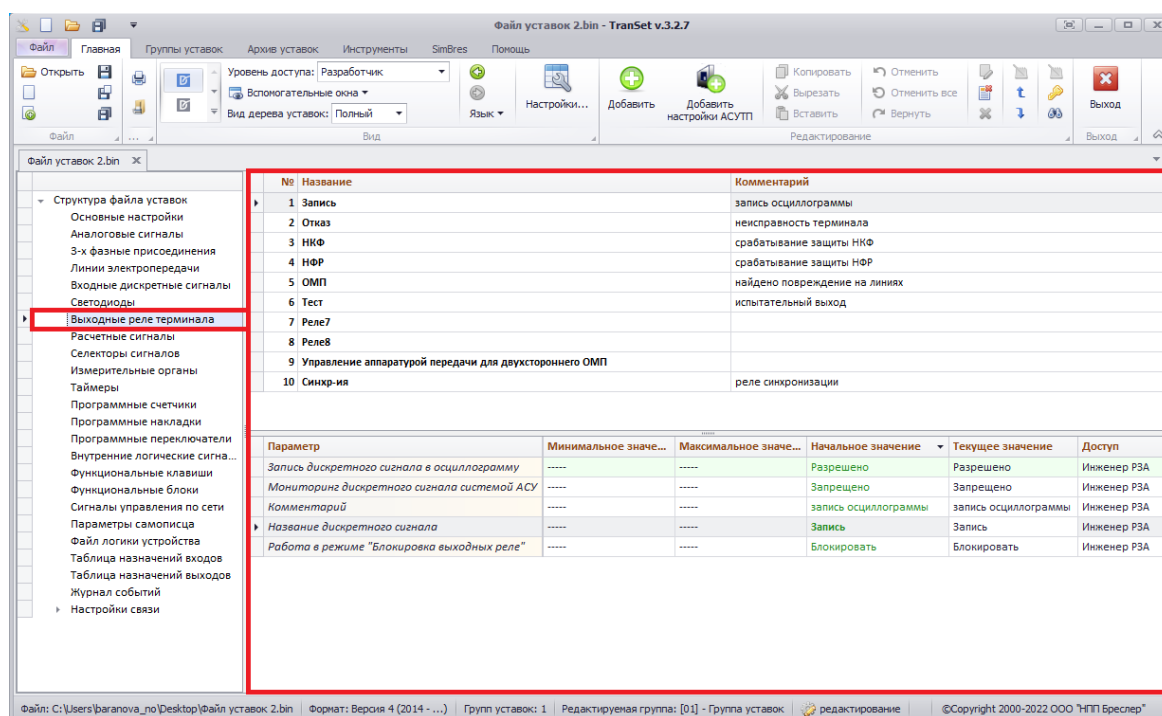 Файл уставок 2.bin - TranSet v.3.2.7
Файл Главная Группы уставок Архив уставок Инструменты SimBres Помощь
Открыть Уровень доступа: Разработчик Копировать Отменить
Вспомогательные окна Настройки... Добавить Добавить настройки АСУТП Вырезать Отменить все Выход
Вид дерева уставок: Полный Язык Вставить Вернуть
Файл ... Вид Редактирование Выход
Файл уставок 2.bin
Структура файла уставок
Основные настройки
Аналоговые сигналы
3-х фазные присоединения
Линии электропередачи
Входные дискретные сигналы
Светодиоды
Выходные реле терминала
Расчетные сигналы
Селекторы сигналов
Измерительные органы
Таймеры
Программные счетчики
Программные накладки
Программные переключатели
Внутренние логические сигна...
Функциональные клавиши
Функциональные блоки
Сигналы управления по сети
Параметры самописца
Файл логики устройства
Таблица назначений входов
Таблица назначений выходов
Журнал событий
Настройки связи
№ Название Комментарий
1 Запись запись осциллограммы
2 Отказ неисправность терминала
3 НКФ срабатывание защиты НКФ
4 НФР срабатывание защиты НФР
5 ОМП найдено повреждение на линиях
6 Тест испытательный выход
7 Реле7
8 Реле8
9 Управление аппаратурой передачи для двухстороннего ОМП
10 Синхр-ия реле синхронизации
Параметр Минимальное значе... Максимальное значе... Начальное значение Текущее значение Доступ
Запись дискретного сигнала в осциллограмму ----- ----- Разрешено Разрешено Инженер РЗА
Мониторинг дискретного сигнала системой АСУ ----- ----- Запрещено Запрещено Инженер РЗА
Комментарий ----- ----- запись осциллограммы запись осциллограммы Инженер РЗА
Название дискретного сигнала ----- ----- Запись Запись Инженер РЗА
Работа в режиме "Блокировка выходных реле" ----- ----- Блокировать Блокировать Инженер РЗА
Файл: C:\Users\baranova_no\Desktop\Файл уставок 2.bin Формат: Версия 4 (2014 - ...) Групп уставок: 1 Редактируемая группа: [01] - Группа уставок редактирование ©Copyright 2000-2022 ООО "НПП Бреслер"